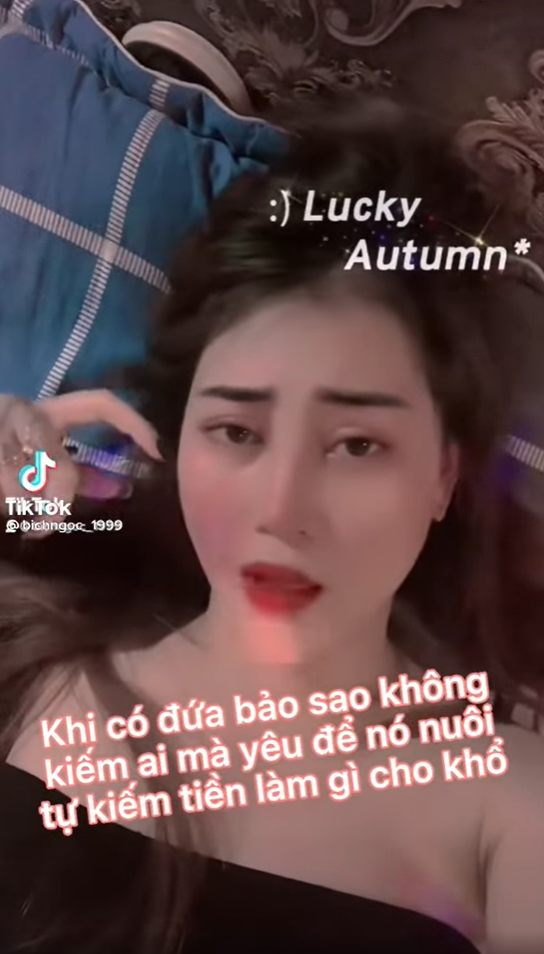 :) Lucky
Autumn*
TikTok
@bichngoc_1999
Khi có đứa bảo sao không
kiếm ai mà yêu để nó nuôi
tự kiếm tiền làm gì cho khổ